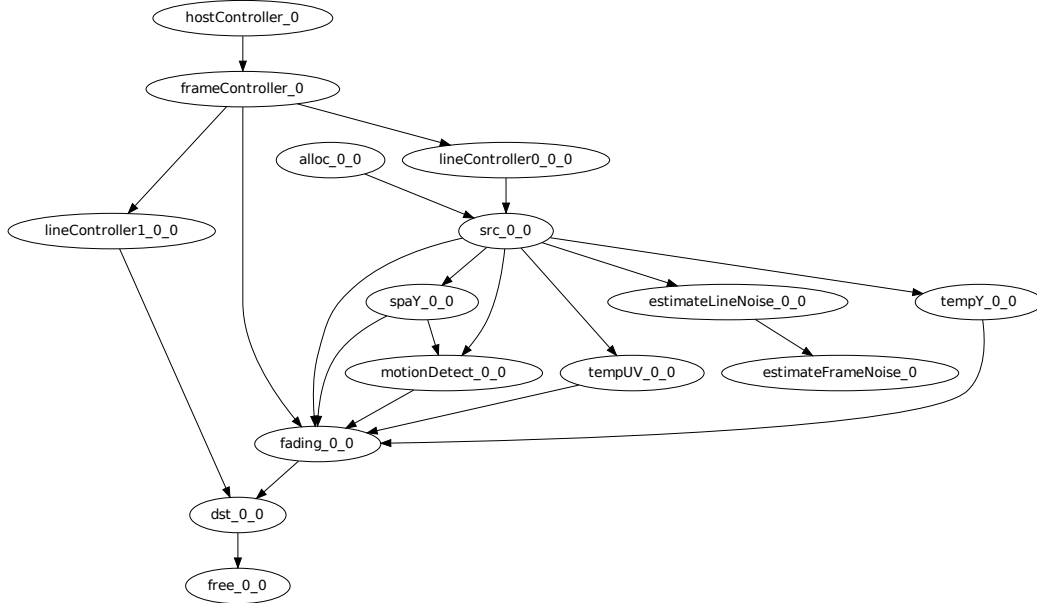 hostController_0
frameController_0
alloc_0_0
lineController0_0_0
lineController1_0_0
src_0_0
spaY_0_0
estimateLineNoise_0_0
tempY_0_0
motionDetect_0_0
tempUV_0_0
estimateFrameNoise_0
fading_0_0
dst_0_0
free_0_0